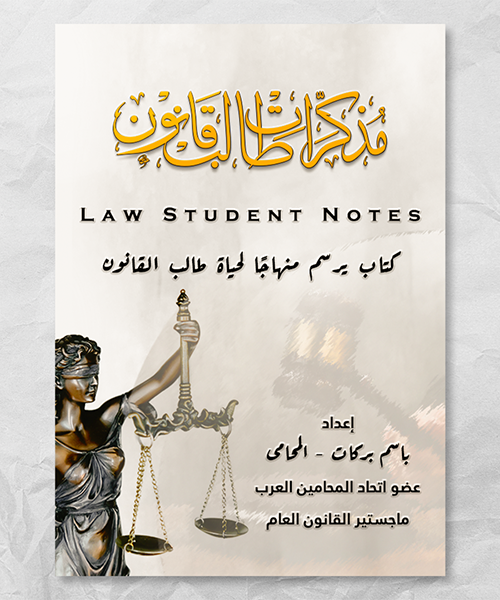 مذكرات طالب قانون
LAW STUDENT NOTES
كتاب يرسم منهاجًا لحياة طالب القانون
إعداد
باسم بركات - المحامى
عضو اتحاد المحامين العرب
ماجستير القانون العام